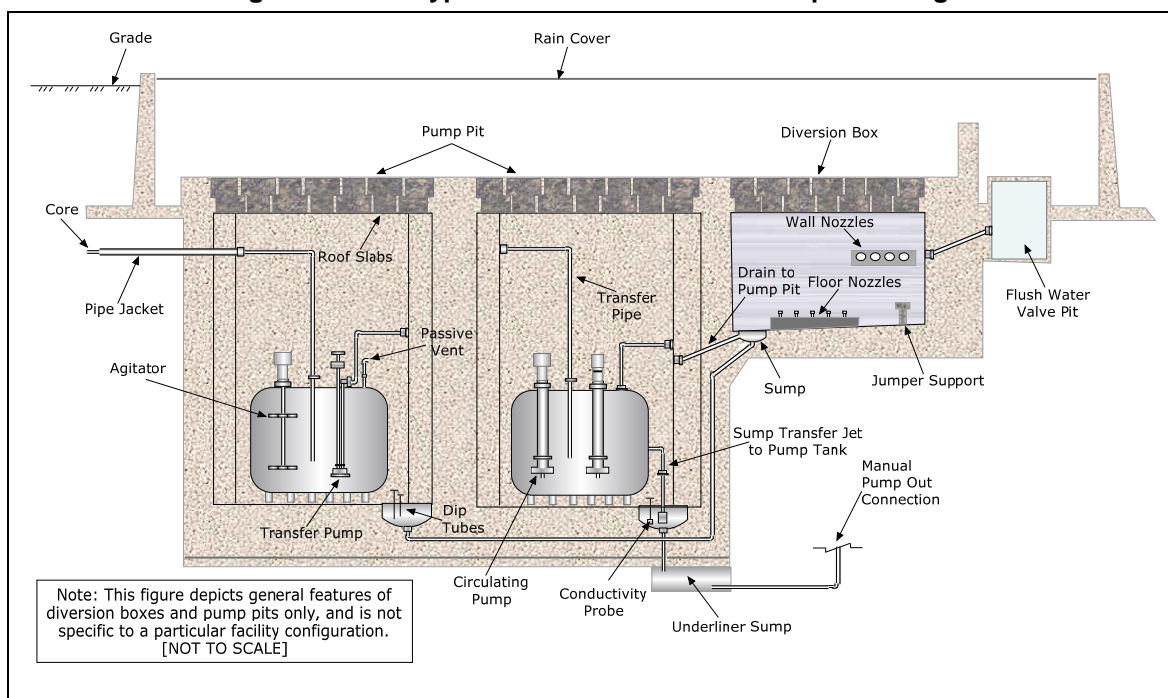 Grade
Rain Cover
Pump Pit
Diversion Box
Core
Wall Nozzles
Roof Slabs
Drain to
Pump Pit
Floor Nozzles
Pipe Jacket
Transfer
Pipe
Flush Water
Valve Pit
Passive
Vent
Agitator
Sump
Jumper Support
Sump Transfer Jet
to Pump Tank
Manual
Pump Out
Connection
Dip
Tubes
Transfer Pump
Circulating
Pump
Conductivity
Probe
Underliner Sump
Note: This figure depicts general features of
diversion boxes and pump pits only, and is not
specific to a particular facility configuration.
[NOT TO SCALE]